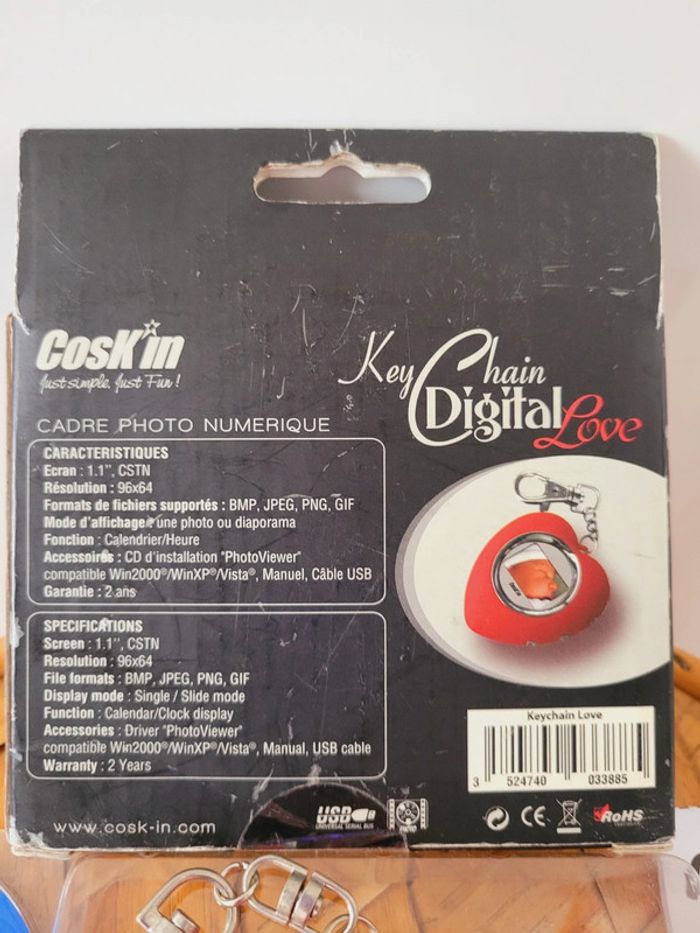 CosK'in
Just simple. Just Fun !
Key Chain
Digital Love
CADRE PHOTO NUMERIQUE
CARACTERISTIQUES
Ecran : 1.1'', CSTN
Résolution : 96x64
Formats de fichiers supportés : BMP, JPEG, PNG, GIF
Mode d'affichage : une photo ou diaporama
Fonction : Calendrier/Heure
Accessoires : CD d'installation "PhotoViewer"
compatible Win2000®/WinXP®/Vista®, Manuel, Câble USB
Garantie : 2 ans
SPECIFICATIONS
Screen : 1.1'', CSTN
Resolution : 96x64
File formats : BMP, JPEG, PNG, GIF
Display mode : Single / Slide mode
Function : Calendar/Clock display
Accessories : Driver "PhotoViewer"
compatible Win2000®/WinXP®/Vista®, Manual, USB cable
Warranty : 2 Years
Keychain Love
3 524740 033885
www.cosk-in.com
USB
UNIVERSAL SERIAL BUS
PHOTO
CE
RoHS